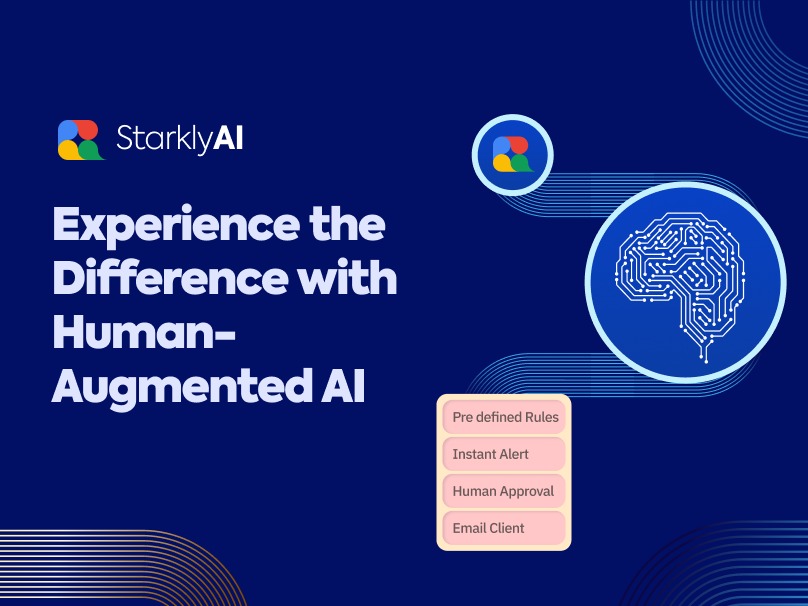 StarklyAI
Experience the
Difference with
Human-
Augmented AI
Pre defined Rules
Instant Alert
Human Approval
Email Client